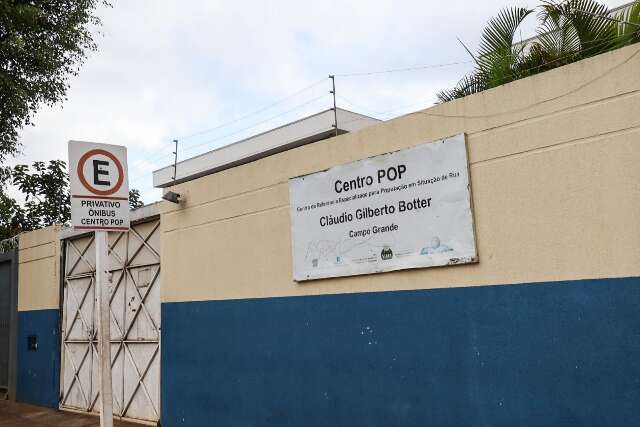 E
PRIVATIVO
ÔNIBUS
CENTRO POP
Centro POP
Centro de Referência Especializado para População em Situação de Rua
Cláudio Gilberto Botter
Campo Grande